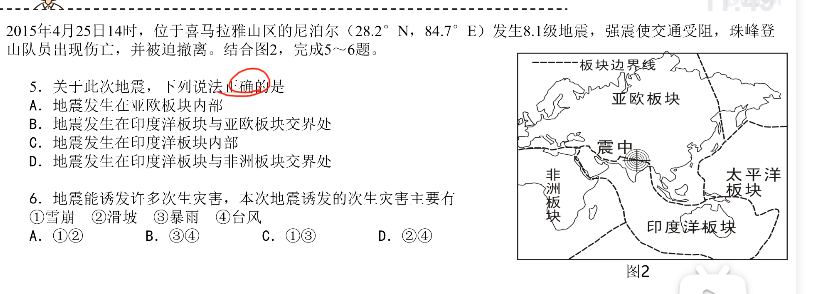 11:49
2015年4月25日14时，位于喜马拉雅山区的尼泊尔（28.2°N，84.7°E）发生8.1级地震，强震使交通受阻，珠峰登
山队员出现伤亡，并被迫撤离。结合图2，完成5～6题。
5．关于此次地震，下列说法正确的是
A．地震发生在亚欧板块内部
B．地震发生在印度洋板块与亚欧板块交界处
C．地震发生在印度洋板块内部
D．地震发生在印度洋板块与非洲板块交界处
6．地震能诱发许多次生灾害，本次地震诱发的次生灾害主要有
①雪崩 ②滑坡 ③暴雨 ④台风
A．①② B．③④ C．①③ D．②④
板块边界线
亚欧板块
震中
非洲板块
太平洋
板块
印度洋板块
图2